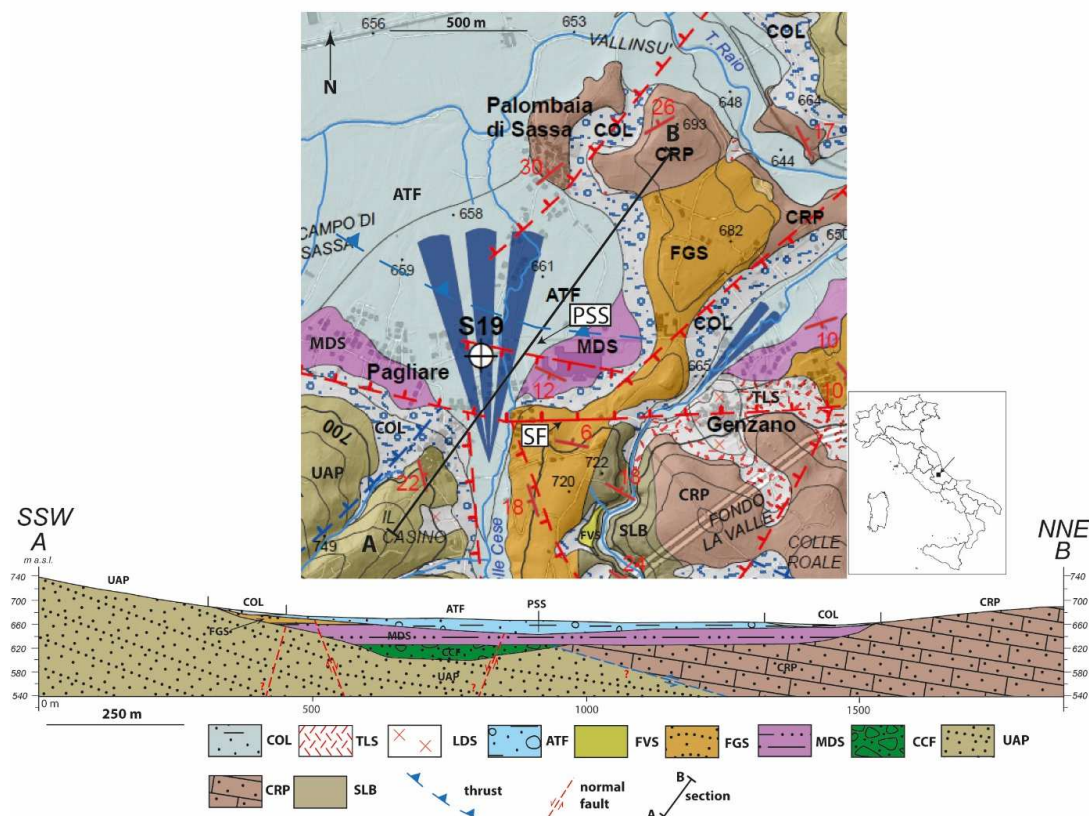 656
500 m
653
COL
VALLINSU'
T. Raio
N
Palombaia
di Sassa
COL
26
693
648
664
B
CRP
17
30
644
ATF
658
CAMPO DI
SASSA
659
661
682
CRP
650
FGS
ATF
PSS
S19
COL
MDS
MDS
10
Pagliare
12
665
TLS
10
COL
700
SF
6
Genzano
UAP
22
722
18
720
18
CRP
IL
CASINO
A
749
FVS
SLB
FONDO
LA VALLE
COLLE
ROALE
24
lle Cese
SSW
A
NNE
B
m a.s.l.
740
700
660
620
580
540
UAP
COL
ATF
PSS
COL
CRP
FGS
MDS
CCF
UAP
CRP
?
?
?
?
740
700
660
620
580
540
0 m
500
1000
1500
250 m
COL
TLS
LDS
ATF
FVS
FGS
MDS
CCF
UAP
CRP
SLB
thrust
normal
fault
B
A
section